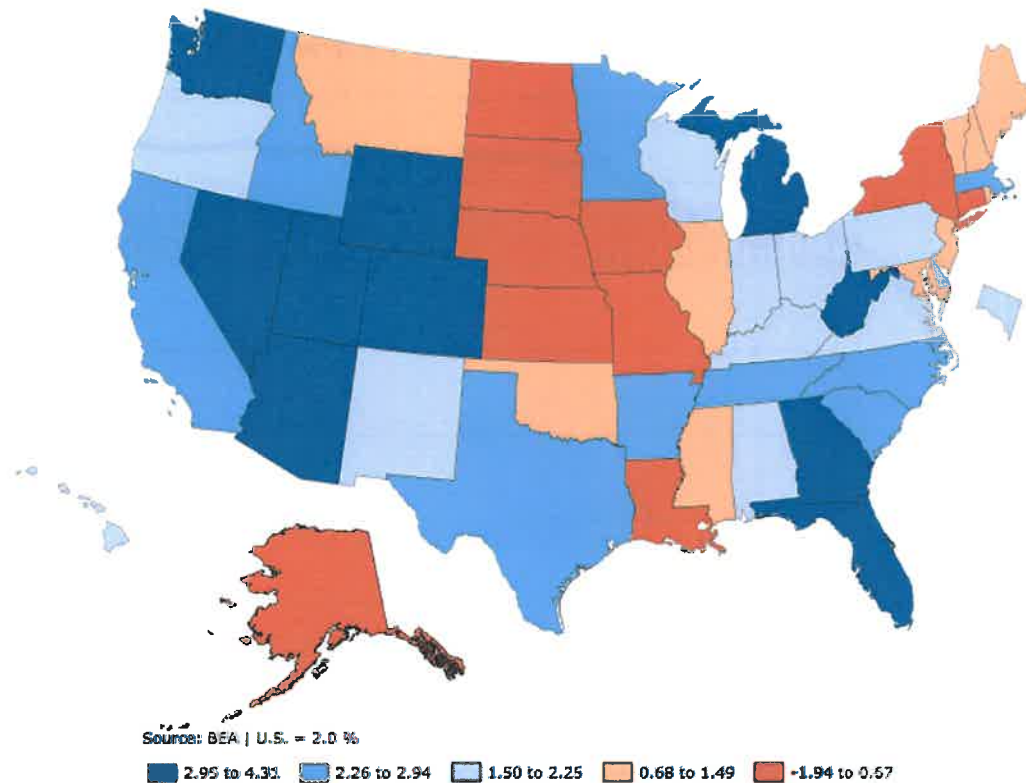 Source: BEA | U.S. = 2.0 %
2.95 to 4.31 2.26 to 2.94 1.50 to 2.25 0.68 to 1.49 -1.94 to 0.67